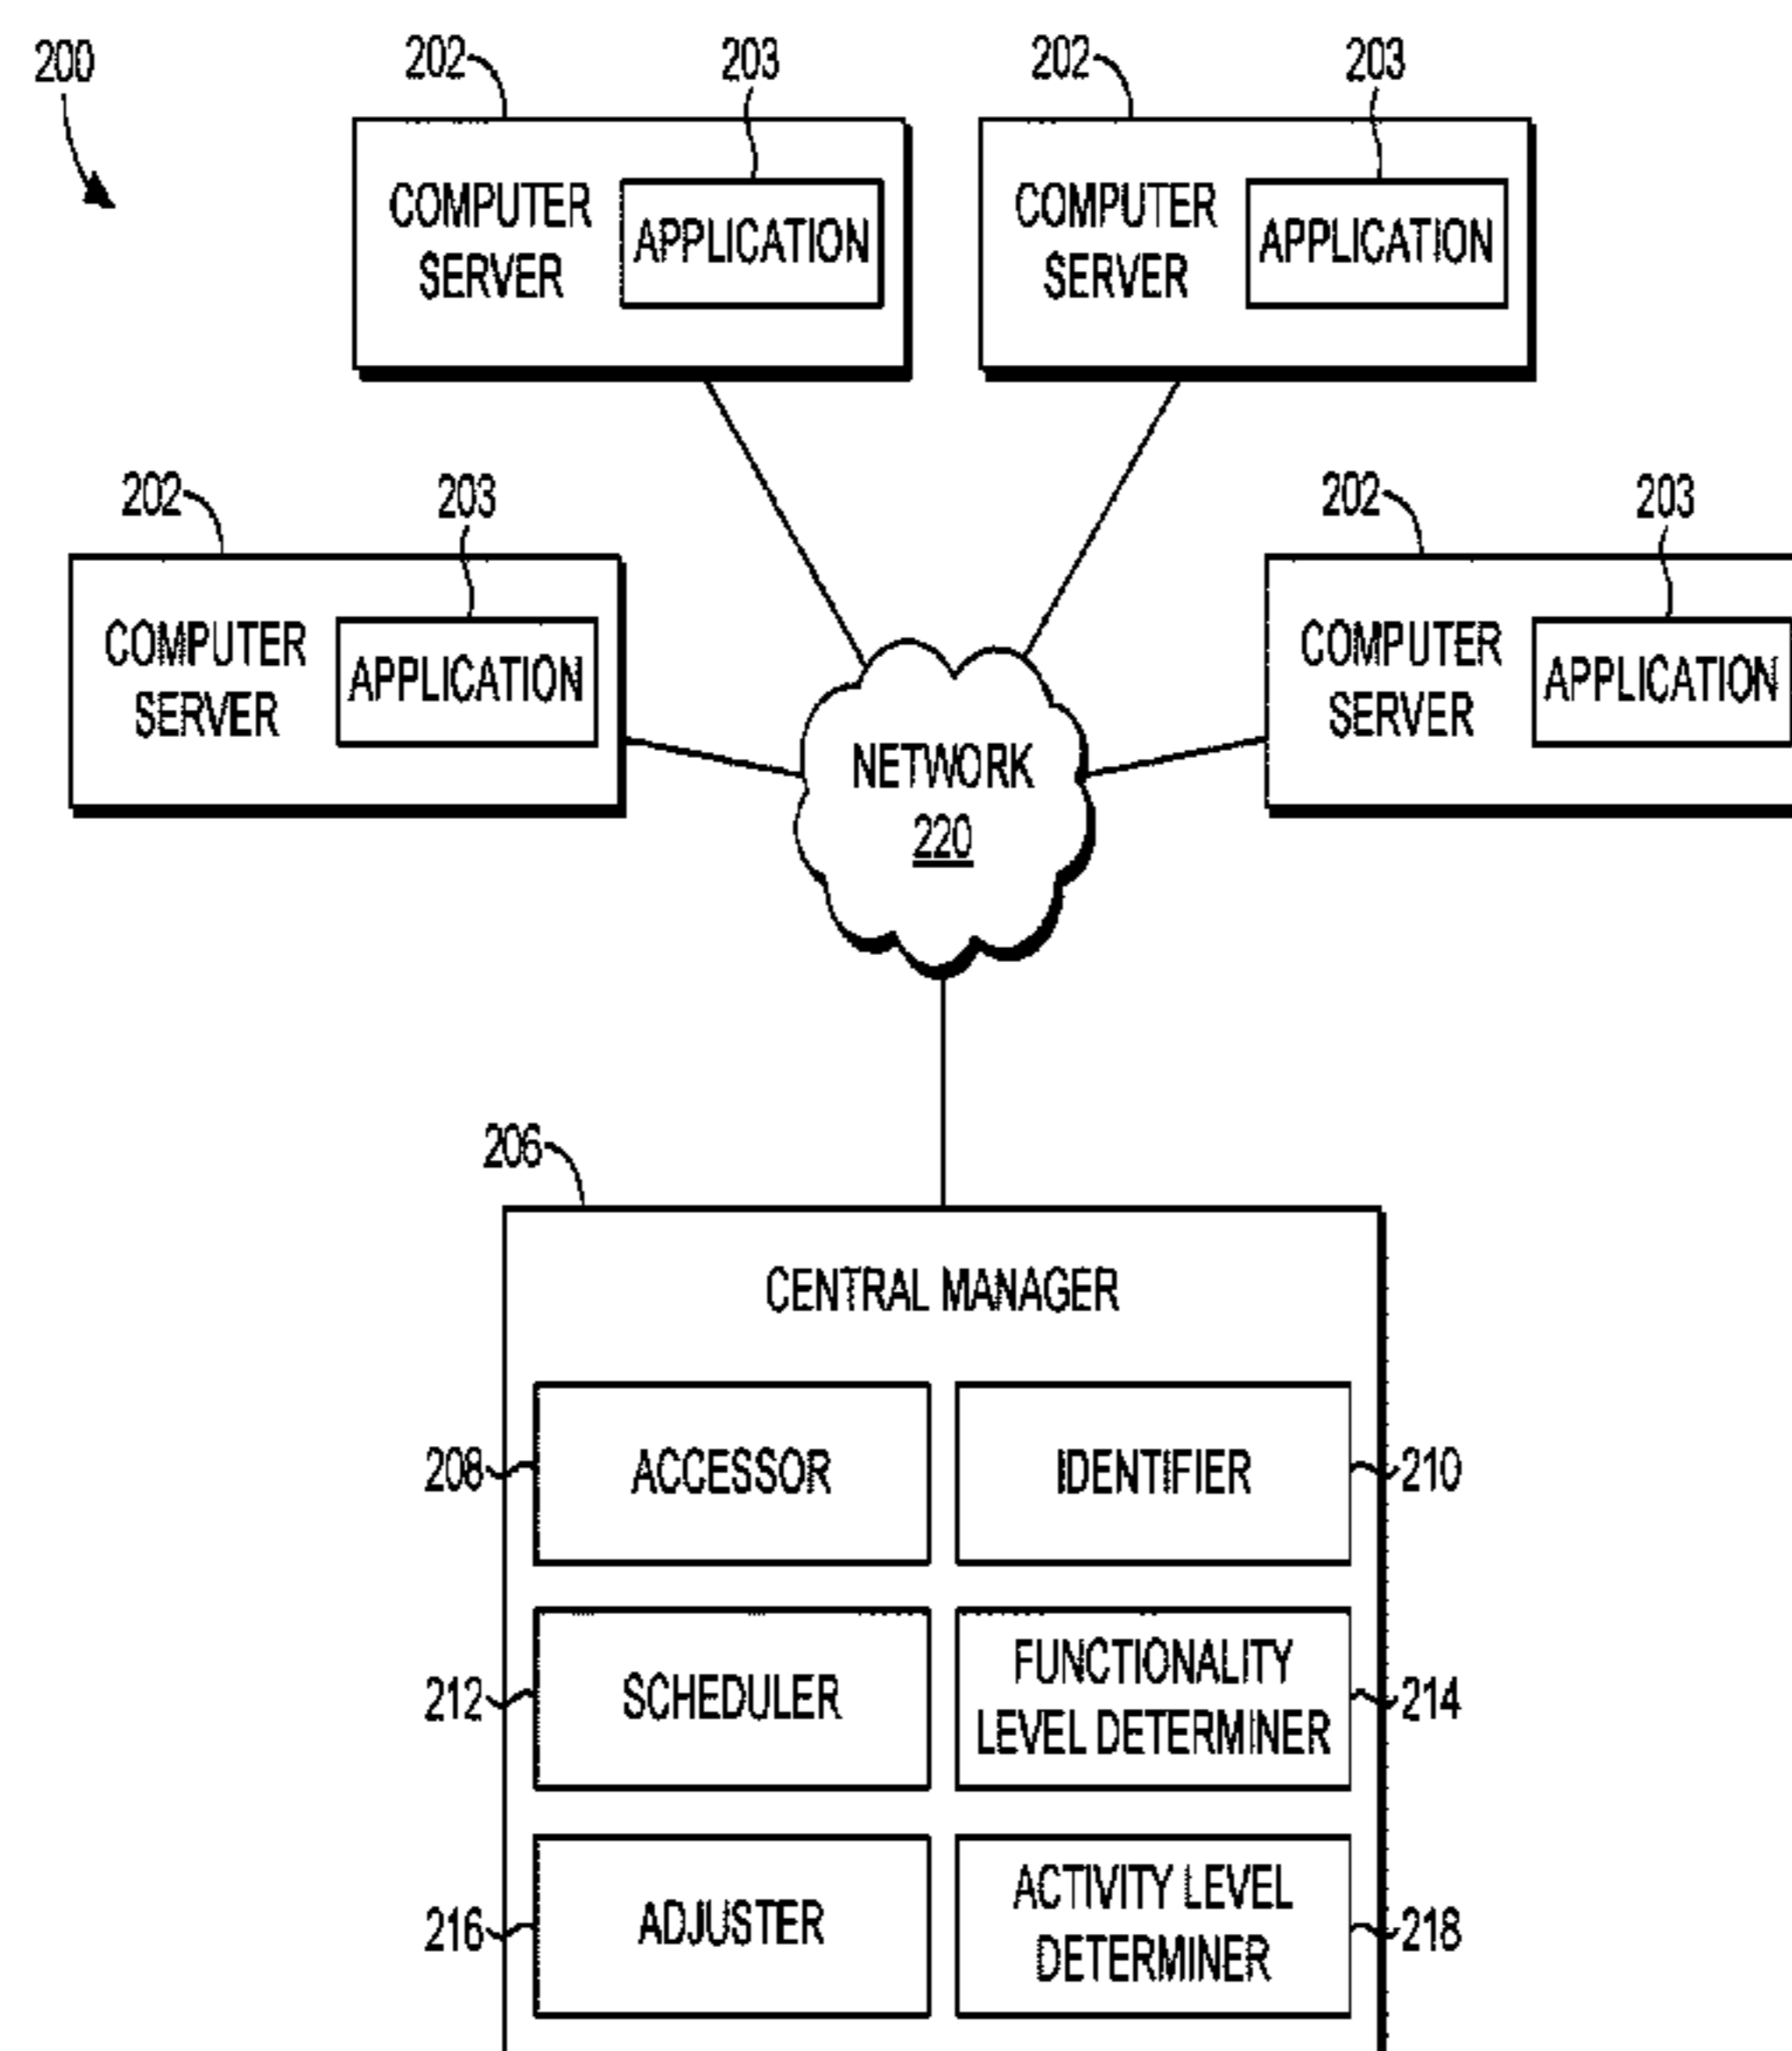 200
202
203
202
203
COMPUTER
SERVER
APPLICATION
COMPUTER
SERVER
APPLICATION
202
203
202
203
COMPUTER
SERVER
APPLICATION
COMPUTER
SERVER
APPLICATION
NETWORK
220
206
CENTRAL MANAGER
208
ACCESSOR
IDENTIFIER
210
212
SCHEDULER
FUNCTIONALITY
LEVEL DETERMINER
214
216
ADJUSTER
ACTIVITY LEVEL
DETERMINER
218